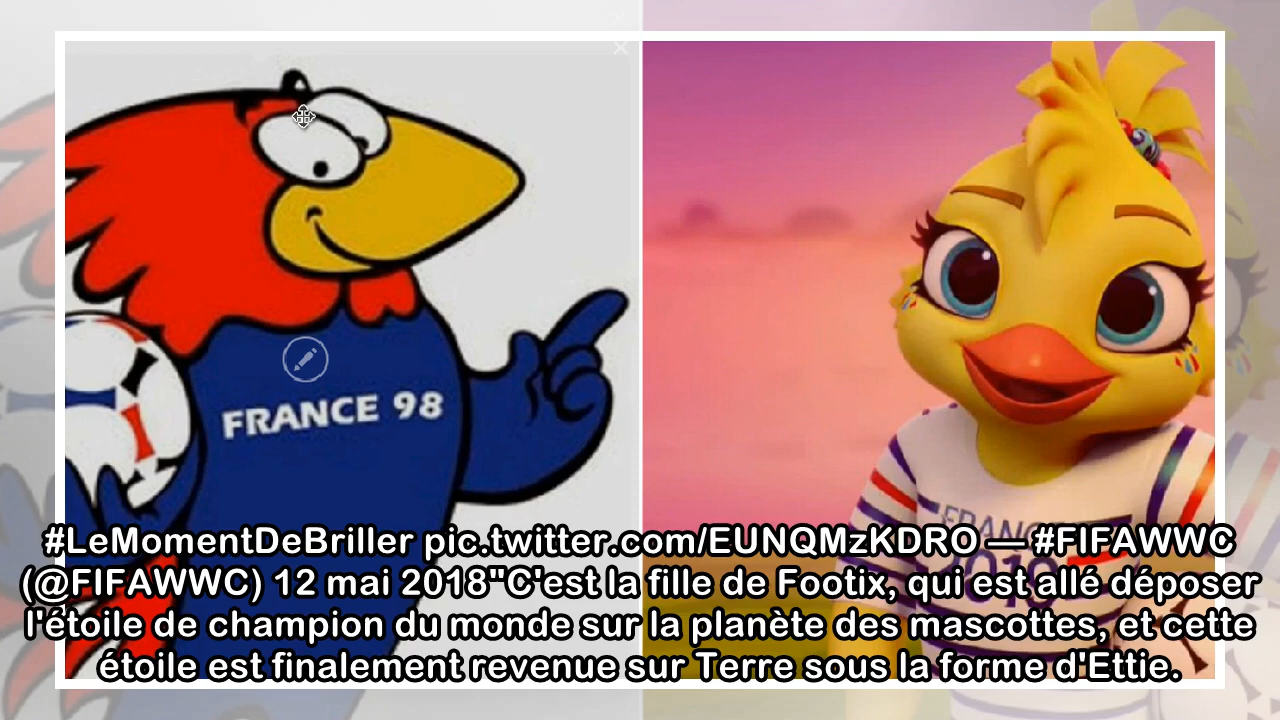 FRANCE 98
FRANCE
2019
#LeMomentDeBriller pic.twitter.com/EUNQMzKDRO — #FIFAWWC
(@FIFAWWC) 12 mai 2018"C'est la fille de Footix, qui est allé déposer
l'étoile de champion du monde sur la planète des mascottes, et cette
étoile est finalement revenue sur Terre sous la forme d'Ettie.